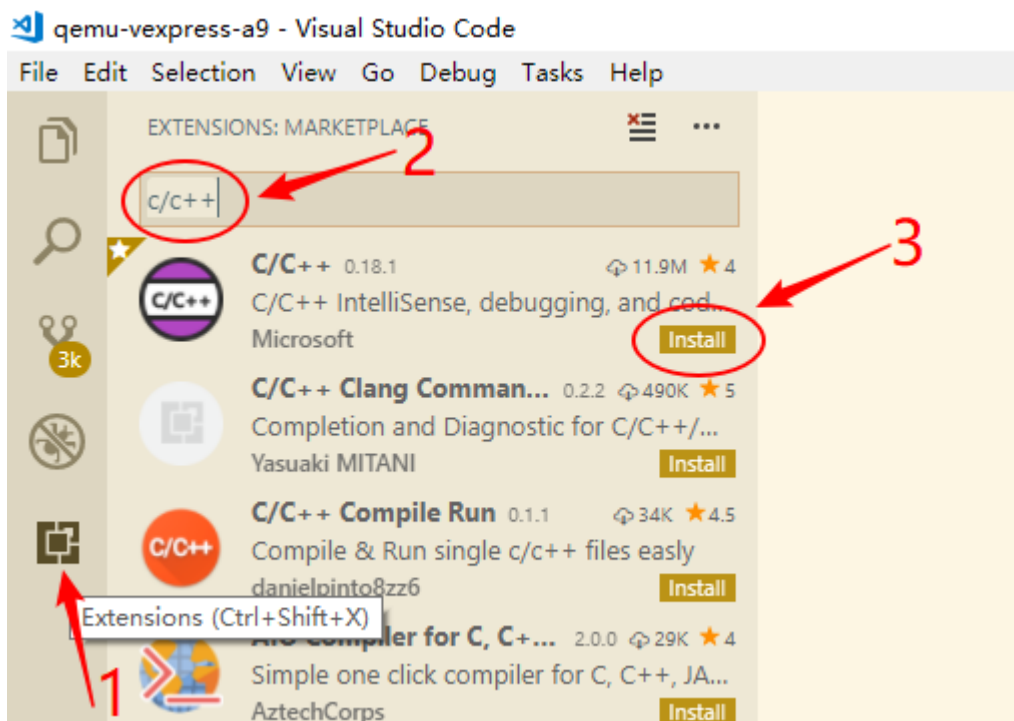 qemu-vexpress-a9 - Visual Studio Code
File Edit Selection View Go Debug Tasks Help
EXTENSIONS: MARKETPLACE
2
c/c++
3
C/C++ 0.18.1 11.9M 4
C/C++
C/C++ IntelliSense, debugging, and cod...
Microsoft Install
3k
C/C++ Clang Comman... 0.2.2 490K 5
Completion and Diagnostic for C/C++/...
Yasuaki MITANI Install
C/C++ Compile Run 0.1.1 34K 4.5
C/C++
Compile & Run single c/c++ files easly
danielpinto8zz6 Install
Extensions (Ctrl+Shift+X)
Compiler for C, C+... 2.0.0 29K 4
1
Simple one click compiler for C, C++, JA...
AztechCorps Install